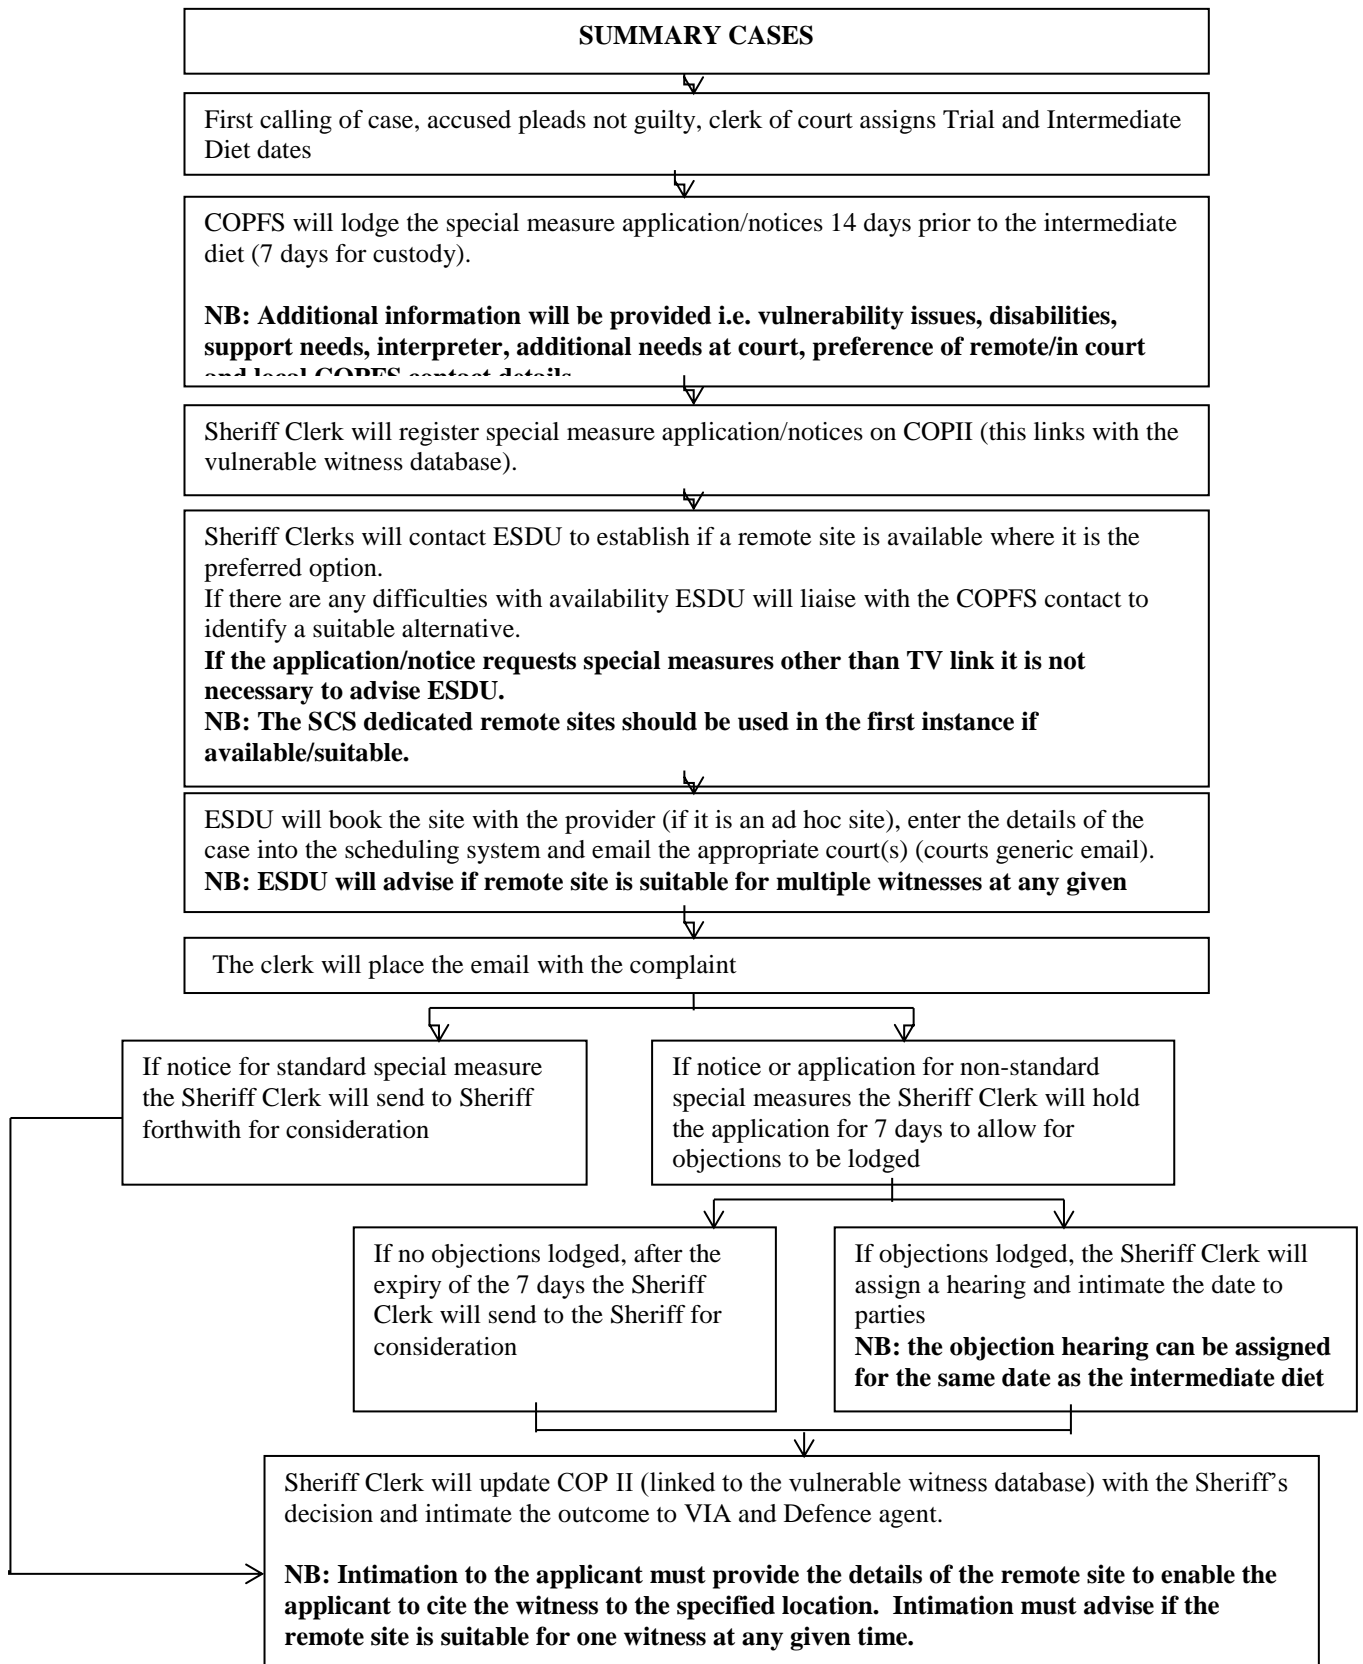 SUMMARY CASES
First calling of case, accused pleads not guilty, clerk of court assigns Trial and Intermediate
Diet dates
COPFS will lodge the special measure application/notices 14 days prior to the intermediate
diet (7 days for custody).
NB: Additional information will be provided i.e. vulnerability issues, disabilities,
support needs, interpreter, additional needs at court, preference of remote/in court
and local COPFS contact details
Sheriff Clerk will register special measure application/notices on COPII (this links with the
vulnerable witness database).
Sheriff Clerks will contact ESDU to establish if a remote site is available where it is the
preferred option.
If there are any difficulties with availability ESDU will liaise with the COPFS contact to
identify a suitable alternative.
If the application/notice requests special measures other than TV link it is not
necessary to advise ESDU.
NB: The SCS dedicated remote sites should be used in the first instance if
available/suitable.
ESDU will book the site with the provider (if it is an ad hoc site), enter the details of the
case into the scheduling system and email the appropriate court(s) (courts generic email).
NB: ESDU will advise if remote site is suitable for multiple witnesses at any given
The clerk will place the email with the complaint
If notice for standard special measure
the Sheriff Clerk will send to Sheriff
forthwith for consideration
If notice or application for non-standard
special measures the Sheriff Clerk will hold
the application for 7 days to allow for
objections to be lodged
If no objections lodged, after the
expiry of the 7 days the Sheriff
Clerk will send to the Sheriff for
consideration
If objections lodged, the Sheriff Clerk will
assign a hearing and intimate the date to
parties
NB: the objection hearing can be assigned
for the same date as the intermediate diet
Sheriff Clerk will update COP II (linked to the vulnerable witness database) with the Sheriff’s
decision and intimate the outcome to VIA and Defence agent.
NB: Intimation to the applicant must provide the details of the remote site to enable the
applicant to cite the witness to the specified location.  Intimation must advise if the
remote site is suitable for one witness at any given time.